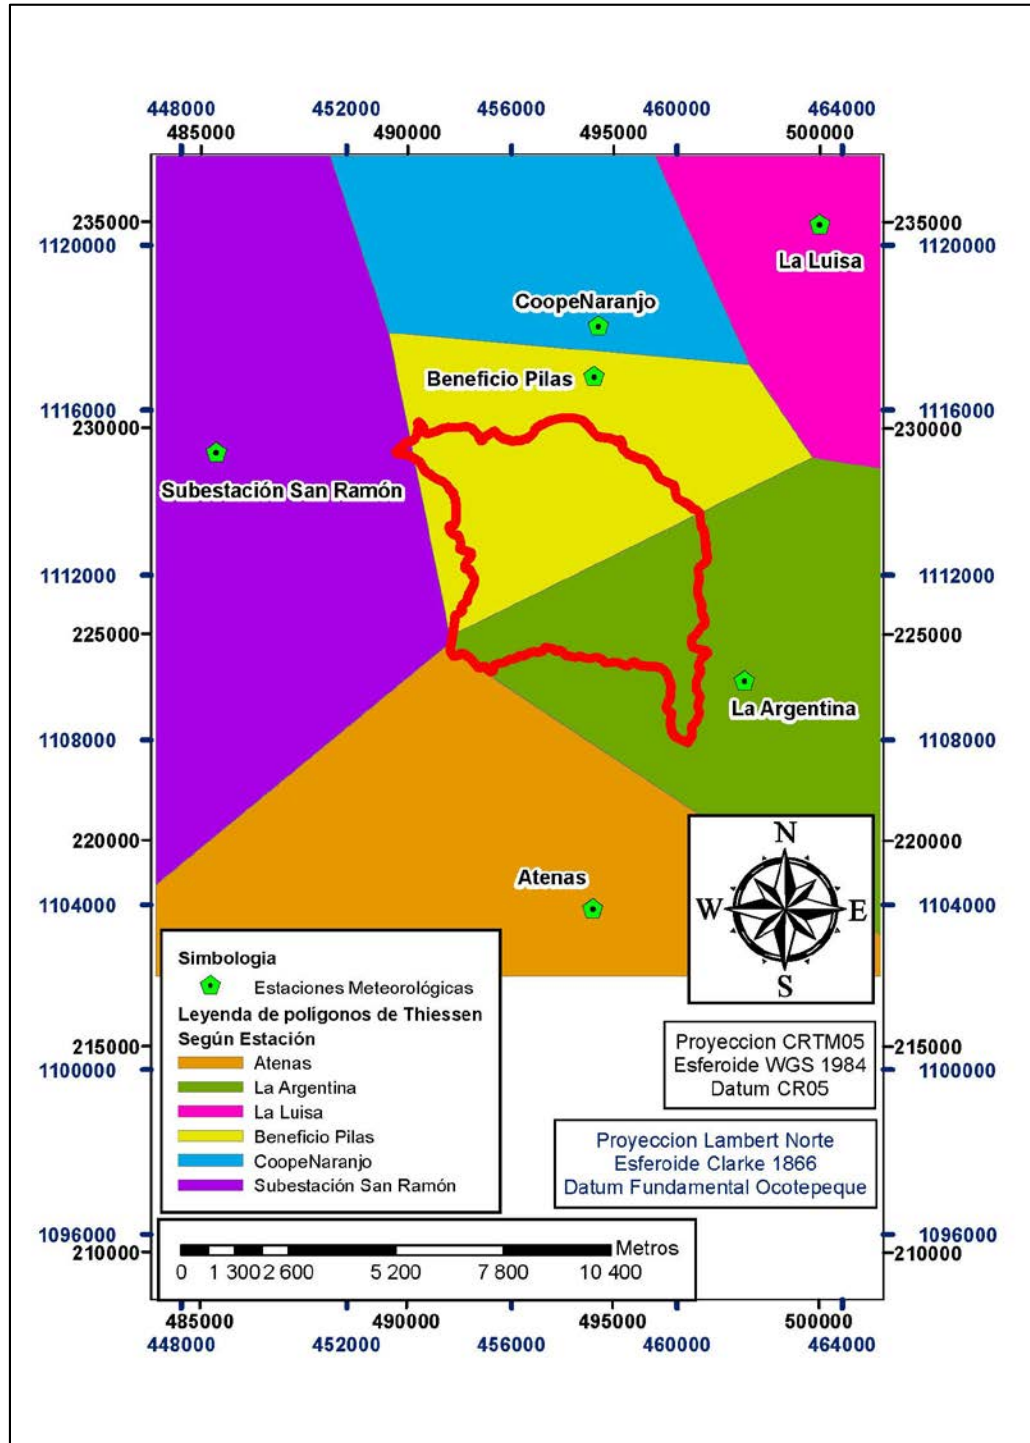 448000 452000 456000 460000 464000
485000 490000 495000 500000
235000 235000
1120000 1120000
La Luisa
CoopeNaranjo
Beneficio Pilas
1116000 1116000
230000 230000
Subestación San Ramón
1112000 1112000
225000 225000
La Argentina
1108000 1108000
220000 220000
N
Atenas
1104000 1104000
W E
S
Simbologia
Estaciones Meteorológicas
Leyenda de polígonos de Thiessen
Según Estación
Atenas
La Argentina
La Luisa
Beneficio Pilas
CoopeNaranjo
Subestación San Ramón
215000 215000
1100000 1100000
Proyeccion CRTM05
Esferoide WGS 1984
Datum CR05
Proyeccion Lambert Norte
Esferoide Clarke 1866
Datum Fundamental Ocotepeque
1096000 1096000
210000 210000
Metros
0 1 300 2 600 5 200 7 800 10 400
485000 490000 495000 500000
448000 452000 456000 460000 464000